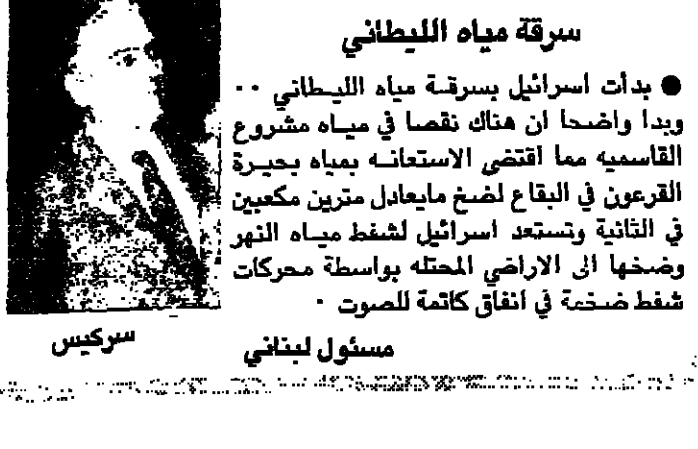 سرقة مياه الليطاني
● بدأت اسرائيل بسرقة مياه الليطاني ۰۰
وبدا واضحا ان هناك نقصا في مياه مشروع
القاسميه مما اقتضى الاستعانه بمياه بحيرة
القرعون في البقاع لضخ مايعادل مترين مكعبين
في الثانية وتستعد اسرائيل لشفط مياه النهر
وضخها الى الاراضي المحتله بواسطة محركات
شفط ضخمة في انفاق كاتمة للصوت ۰
مسئول لبناني
سركيس